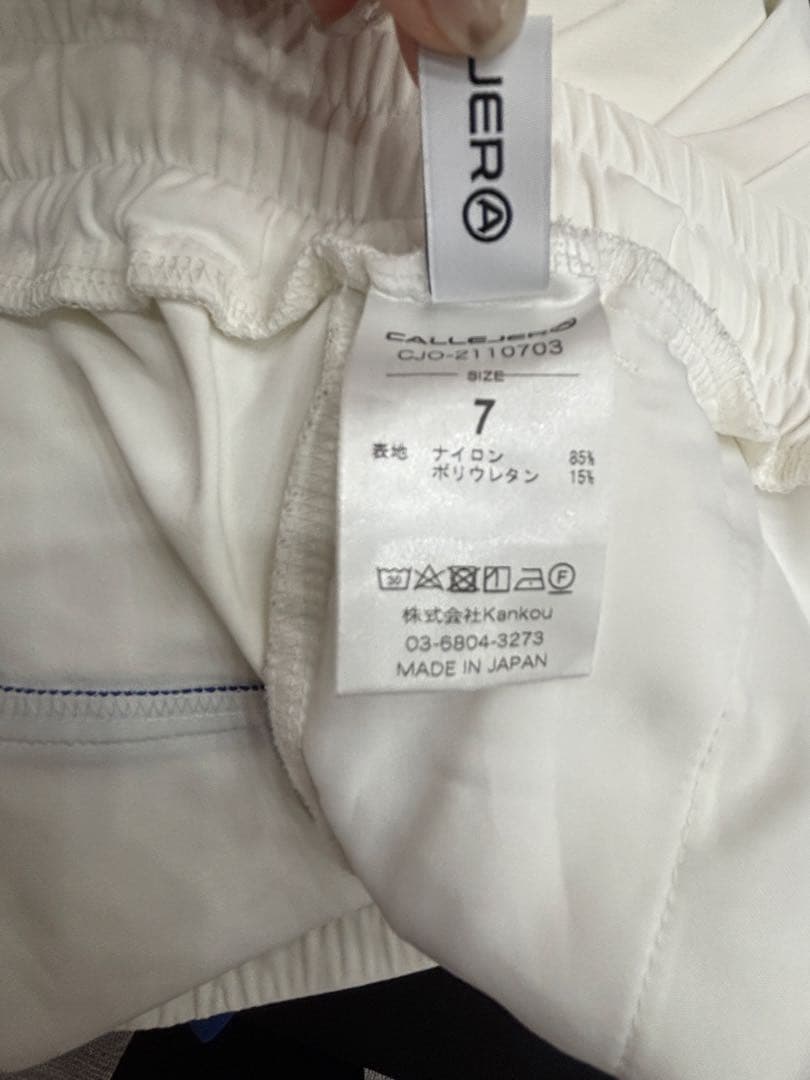 JERA
CALLEJERO
CJO-2110703
SIZE
7
表地 ナイロン 85%
ポリウレタン 15%
30 F
株式会社Kankou
03-6804-3273
MADE IN JAPAN